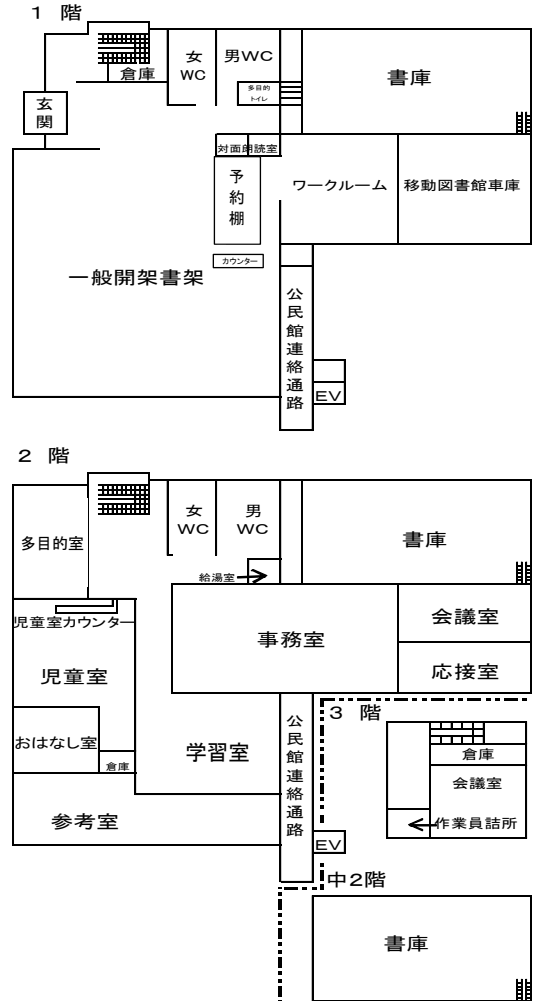 １ 階
女
WC
男WC
倉庫
多目的
トイレ
書庫
玄
関
対面朗読室
予
約
棚
ワークルーム
移動図書館車庫
カウンター
一般開架書架
公
民
館
連
絡
通
路
EV
２ 階
女
WC
男
WC
多目的室
書庫
給湯室
児童室カウンター
事務室
会議室
児童室
応接室
おはなし室
倉庫
学習室
公
民
館
連
絡
通
路
参考室
EV
３ 階
倉庫
会議室
作業員詰所
中２階
書庫